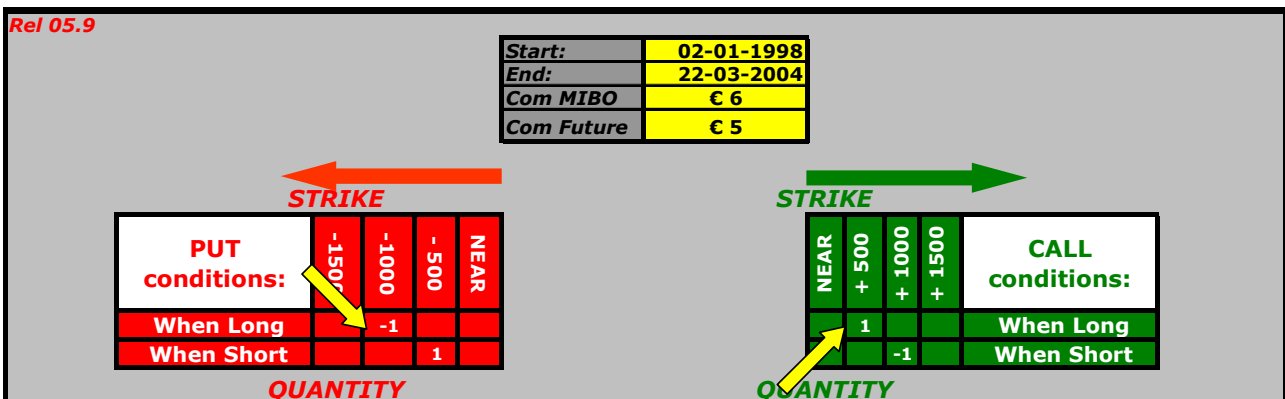 Rel 05.9
Start: 02-01-1998
End: 22-03-2004
Com MIBO € 6
Com Future € 5
STRIKE STRIKE
PUT conditions: -1500 -1000 - 500 NEAR NEAR + 500 + 1000 + 1500 CALL conditions:
When Long -1 1 When Long
When Short 1 -1 When Short
QUANTITY QUANTITY